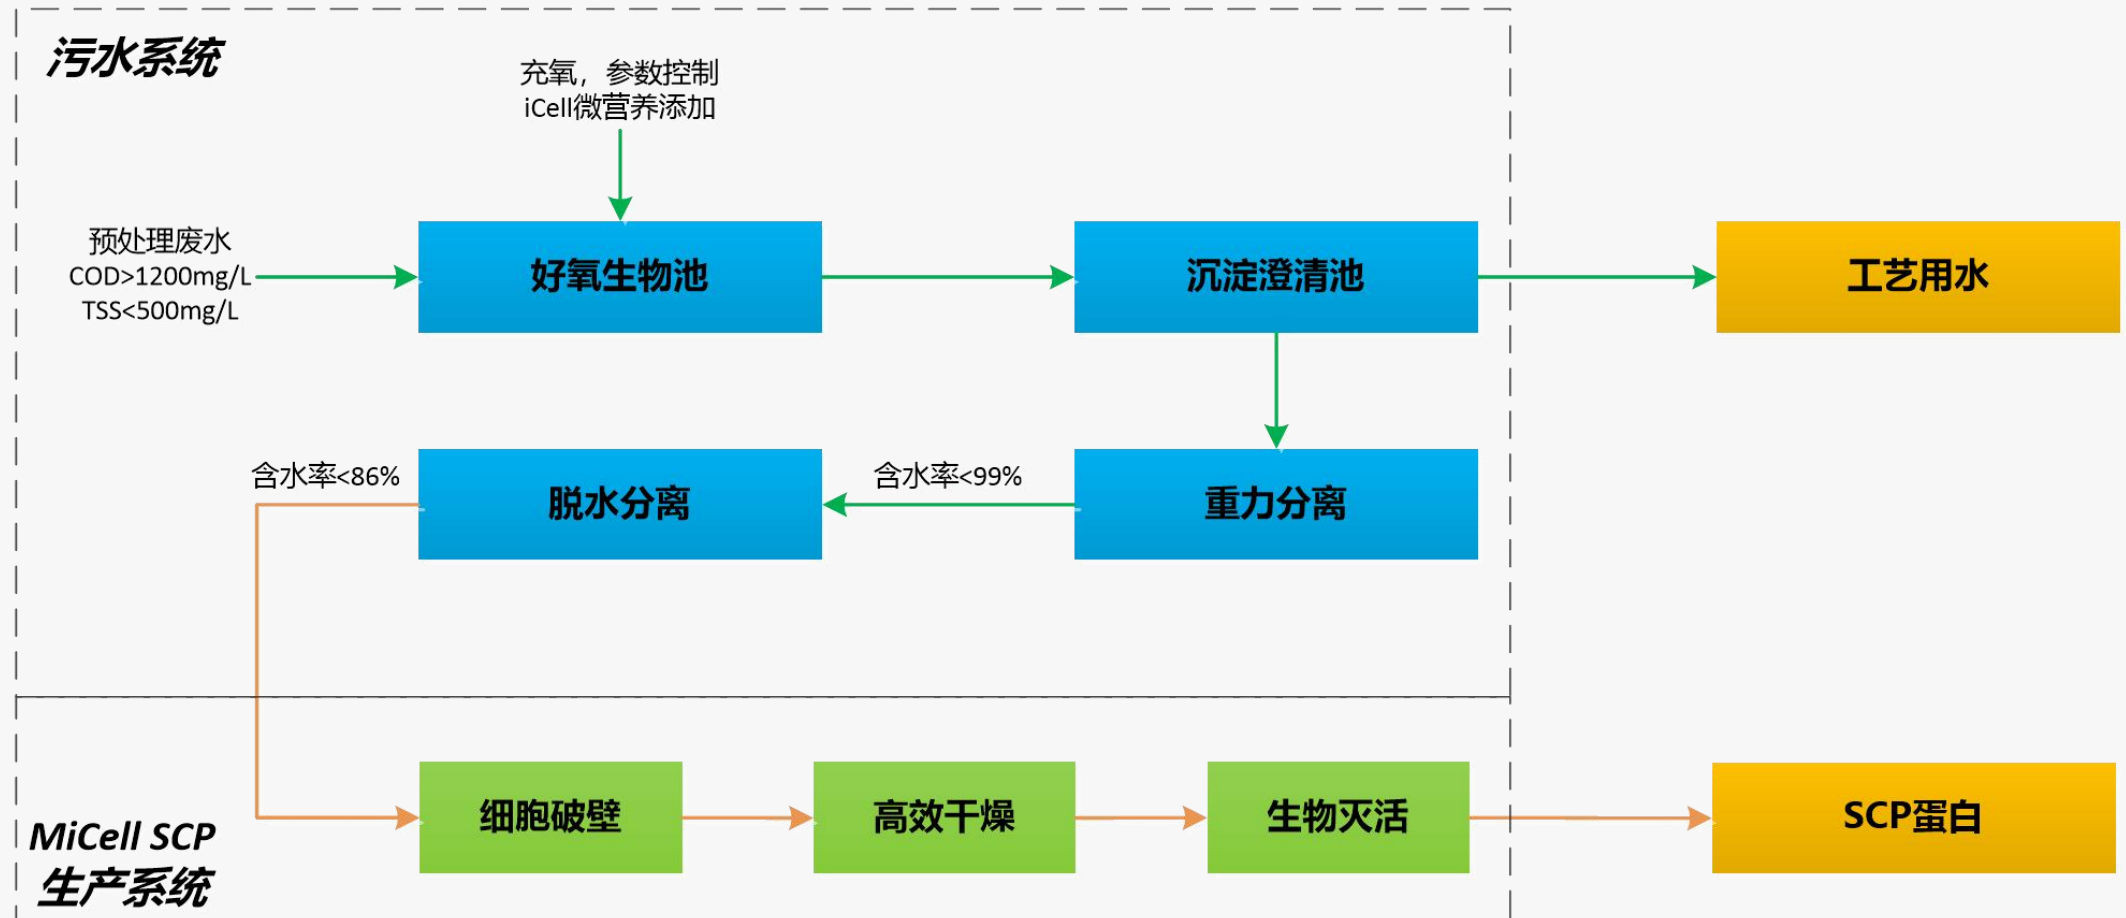 污水系统
充氧，参数控制
iCell微营养添加
预处理废水
COD>1200mg/L
TSS<500mg/L
好氧生物池
沉淀澄清池
工艺用水
含水率<86%
脱水分离
含水率<99%
重力分离
MiCell SCP
生产系统
细胞破壁
高效干燥
生物灭活
SCP蛋白